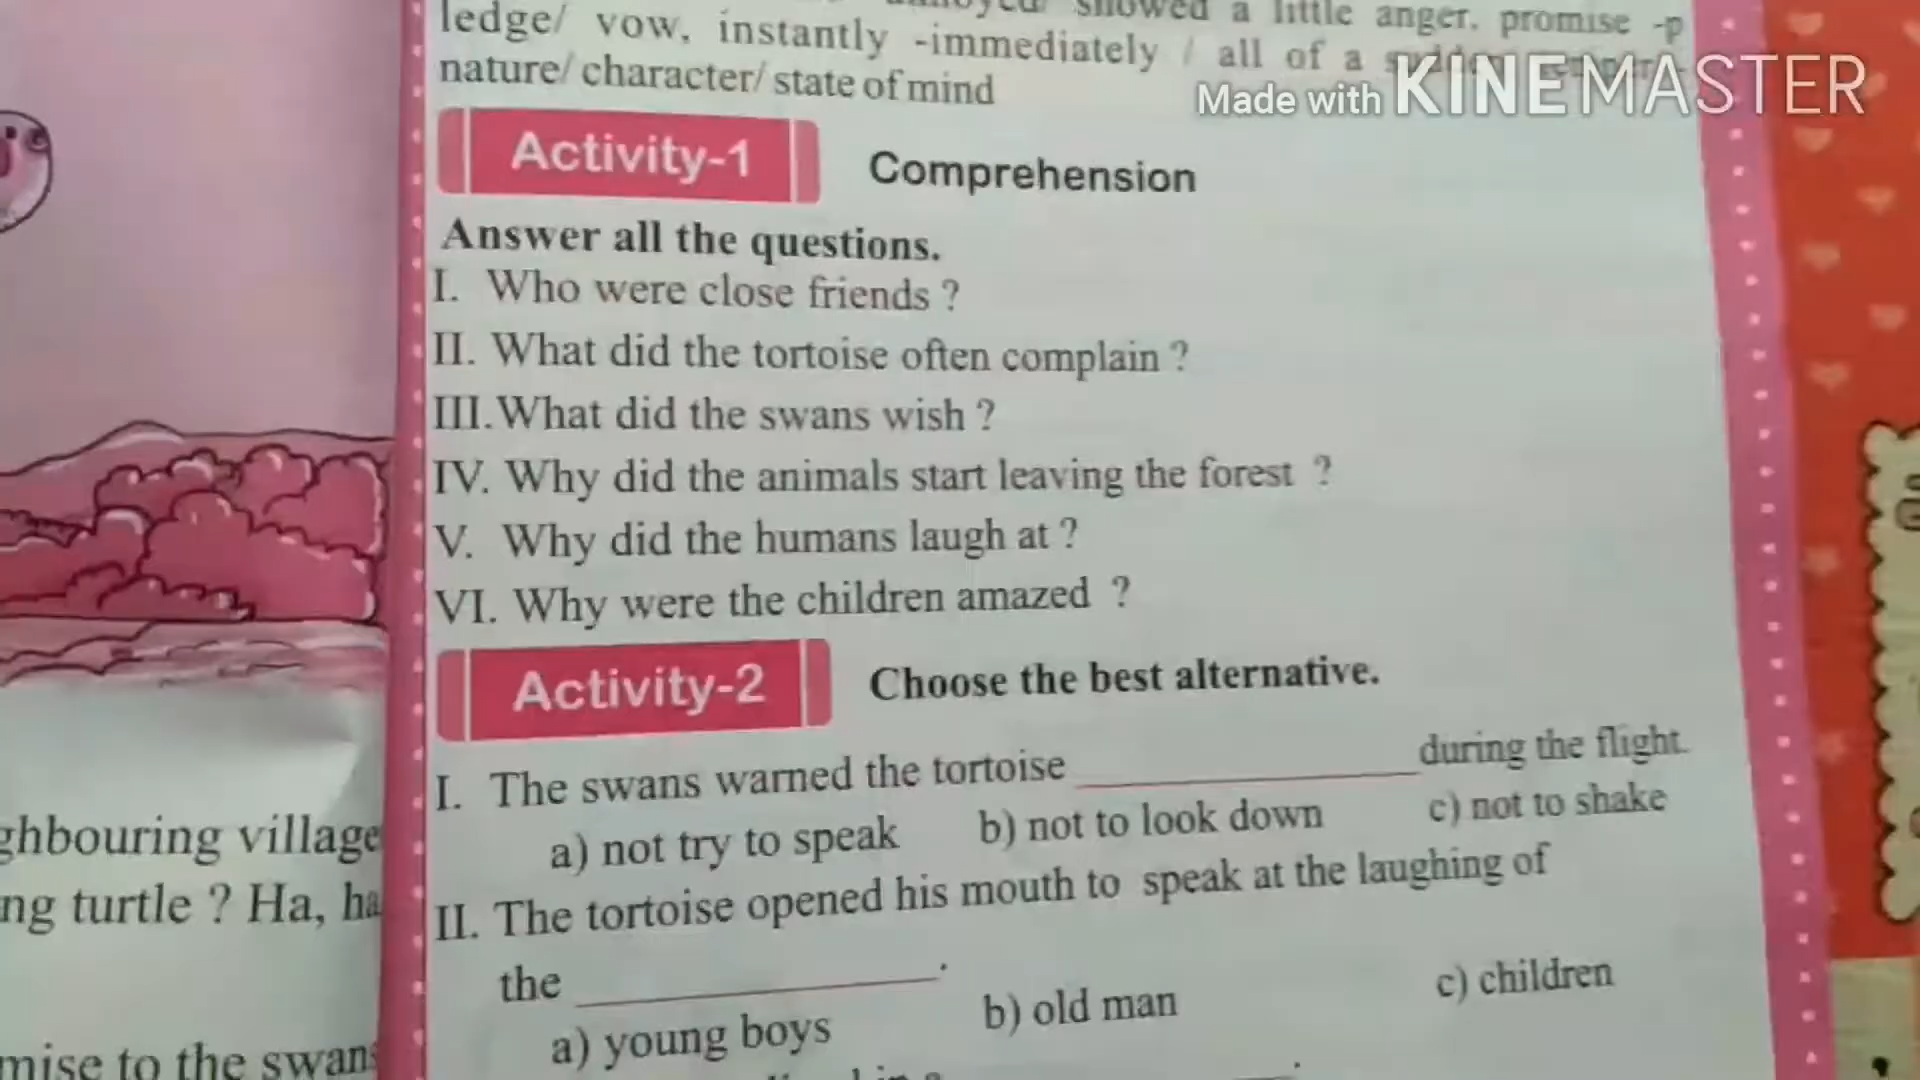 showed a little anger. promise -p
ledge/ vow. instantly -immediately / all of a
nature/ character/ state of mind
Made with KINEMASTER
Activity-1 Comprehension
Answer all the questions.
I. Who were close friends ?
II. What did the tortoise often complain ?
III. What did the swans wish ?
IV. Why did the animals start leaving the forest ?
V. Why did the humans laugh at ?
VI. Why were the children amazed ?
Activity-2 Choose the best alternative.
I. The swans warned the tortoise ____________ during the flight.
a) not try to speak b) not to look down c) not to shake
II. The tortoise opened his mouth to speak at the laughing of
the ____________.
a) young boys b) old man c) children
ghbouring village
ng turtle ? Ha, ha
mise to the swans